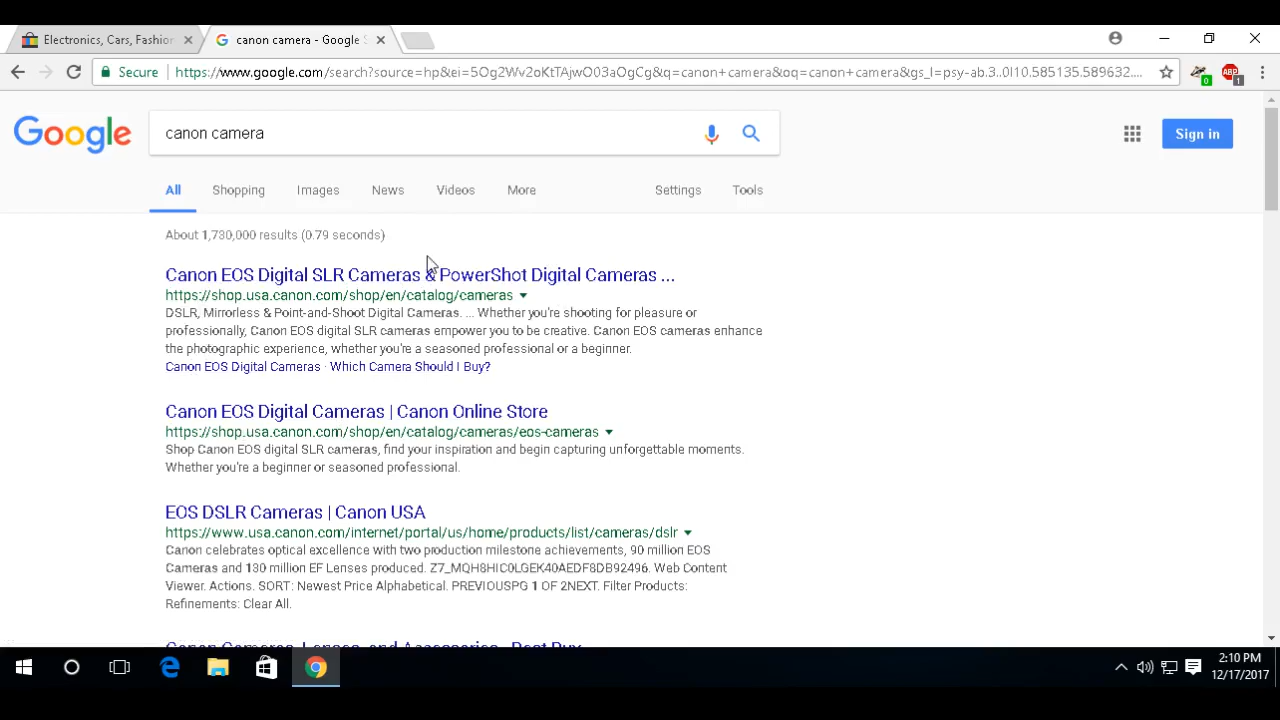 Electronics, Cars, Fashion
canon camera - Google S
Secure
https://www.google.com/search?source=hp&ei=5Og2Wv2oKtTAjwO03aOgCg&q=canon+camera&oq=canon+camera&gs_l=psy-ab.3..0l10.585135.589632....
0
ABP
1
Google
canon camera
Sign in
All
Shopping
Images
News
Videos
More
Settings
Tools
About 1,730,000 results (0.79 seconds)
Canon EOS Digital SLR Cameras & PowerShot Digital Cameras ...
https://shop.usa.canon.com/shop/en/catalog/cameras
DSLR, Mirrorless & Point-and-Shoot Digital Cameras. ... Whether you're shooting for pleasure or
professionally, Canon EOS digital SLR cameras empower you to be creative. Canon EOS cameras enhance
the photographic experience, whether you're a seasoned professional or a beginner.
Canon EOS Digital Cameras · Which Camera Should I Buy?
Canon EOS Digital Cameras | Canon Online Store
https://shop.usa.canon.com/shop/en/catalog/cameras/eos-cameras
Shop Canon EOS digital SLR cameras, find your inspiration and begin capturing unforgettable moments.
Whether you're a beginner or seasoned professional.
EOS DSLR Cameras | Canon USA
https://www.usa.canon.com/internet/portal/us/home/products/list/cameras/dslr
Canon celebrates optical excellence with two production milestone achievements, 90 million EOS
Cameras and 130 million EF Lenses produced. Z7_MQH8HIC0LGEK40AEDF8DB92496. Web Content
Viewer. Actions. SORT: Newest Price Alphabetical. PREVIOUSPG 1 OF 2NEXT. Filter Products:
Refinements: Clear All.
Canon Cameras, Lenses, and Accessories - Best Buy
2:10 PM
12/17/2017